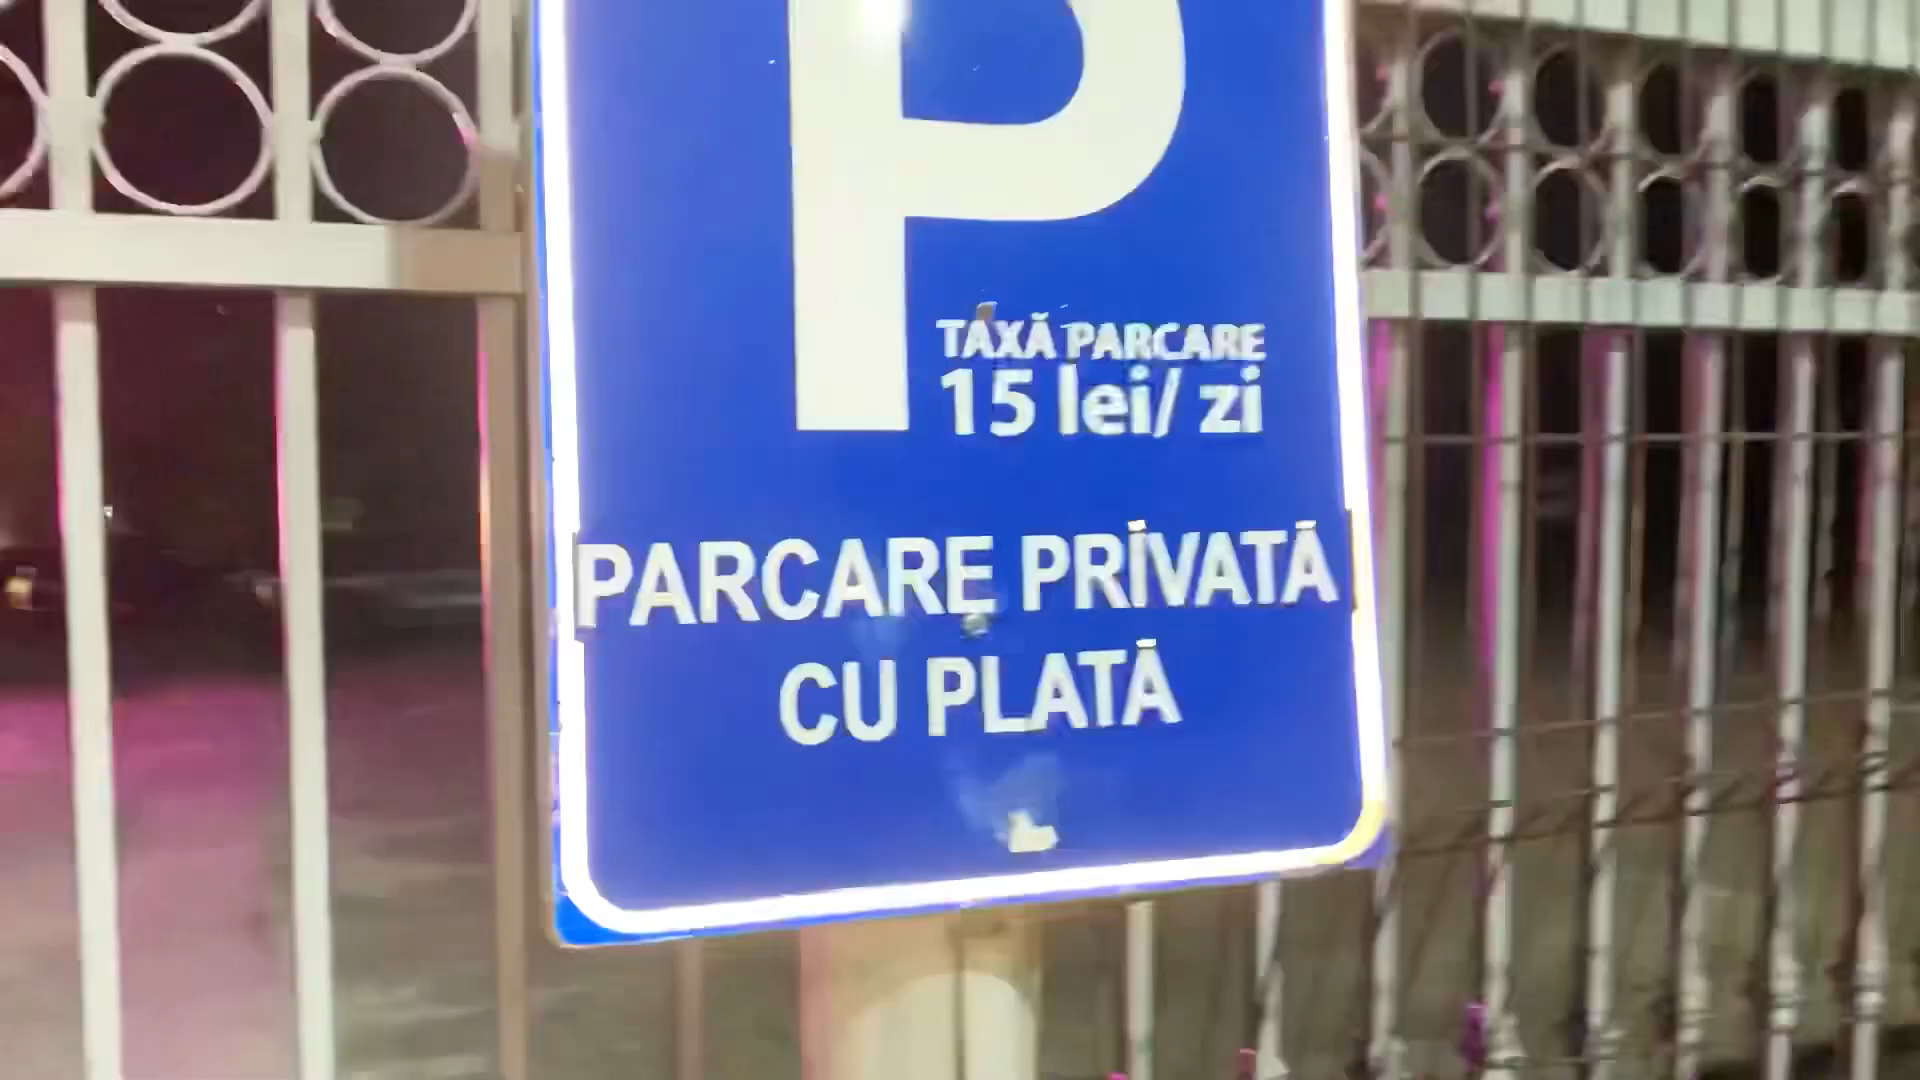 P
TAXĂ PARCARE
15 lei/ zi
PARCARE PRIVATĂ
CU PLATĂ